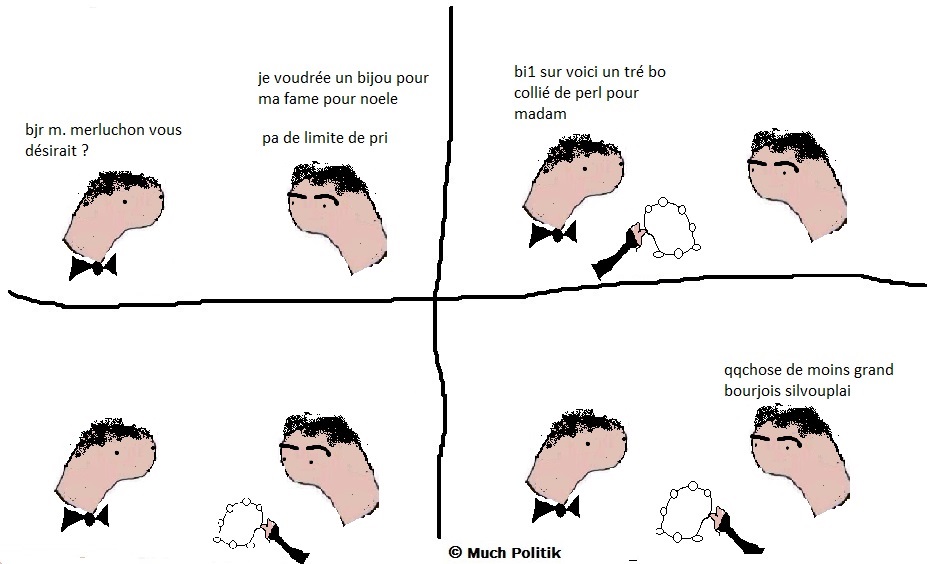 bjr m. merluchon vous
désirait ?
je voudrée un bijou pour
ma fame pour noele
pa de limite de pri
bi1 sur voici un tré bo
collié de perl pour
madam
qqchose de moins grand
bourjois silvouplai
© Much Politik